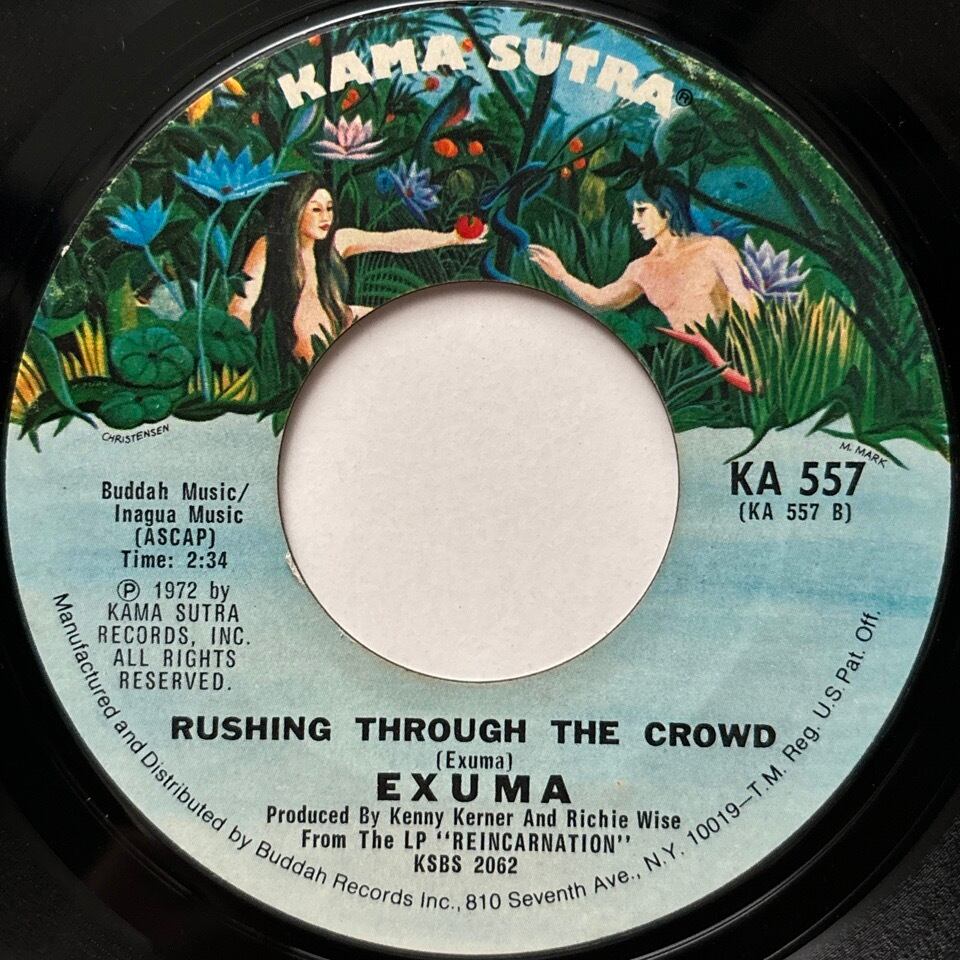 KAMA SUTRA®
CHRISTENSEN
M. MARK
Buddah Music/
Inagua Music
(ASCAP)
Time: 2:34
℗ 1972 by
KAMA SUTRA
RECORDS, INC.
ALL RIGHTS
RESERVED.
KA 557
(KA 557 B)
RUSHING THROUGH THE CROWD
(Exuma)
EXUMA
Produced By Kenny Kerner And Richie Wise
From The LP "REINCARNATION"
KSBS 2062
Manufactured and Distributed by Buddah Records Inc., 810 Seventh Ave., N.Y. 10019—T.M. Reg. U.S. Pat. Off.